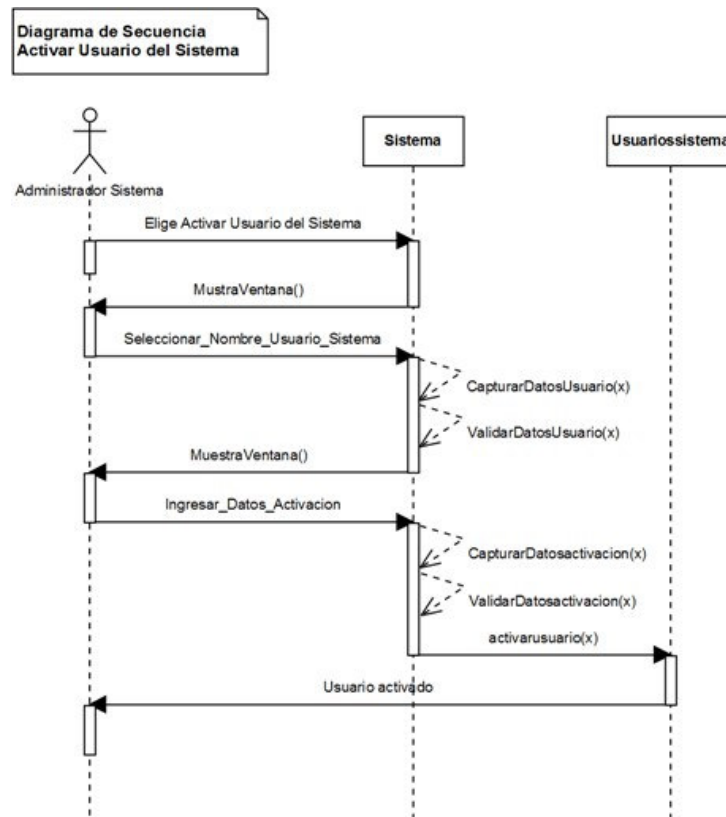 Diagrama de Secuencia
Activar Usuario del Sistema
Sistema
Usuariossistema
Administrador Sistema
Elige Activar Usuario del Sistema
MustraVentana()
Seleccionar_Nombre_Usuario_Sistema
CapturarDatosUsuario(x)
ValidarDatosUsuario(x)
MuestraVentana()
Ingresar_Datos_Activacion
CapturarDatosactivacion(x)
ValidarDatosactivacion(x)
activarusuario(x)
Usuario activado